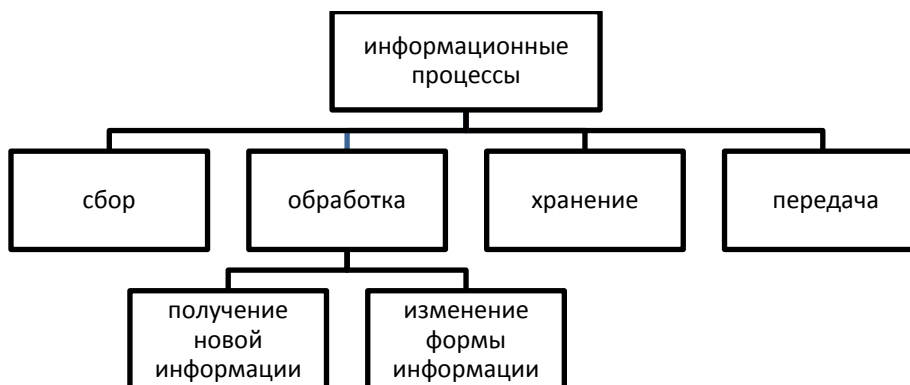 информационные
процессы
сбор
обработка
хранение
передача
получение
новой
информации
изменение
формы
информации